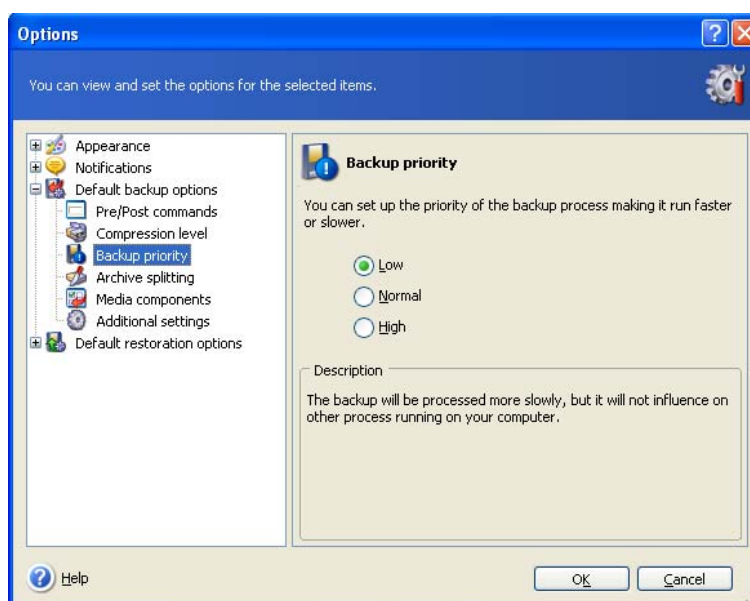 Options
You can view and set the options for the selected items.
Appearance
Notifications
Default backup options
Pre/Post commands
Compression level
Backup priority
Archive splitting
Media components
Additional settings
Default restoration options
Backup priority
You can set up the priority of the backup process making it run faster
or slower.
Low
Normal
High
Description
The backup will be processed more slowly, but it will not influence on
other process running on your computer.
Help
OK
Cancel